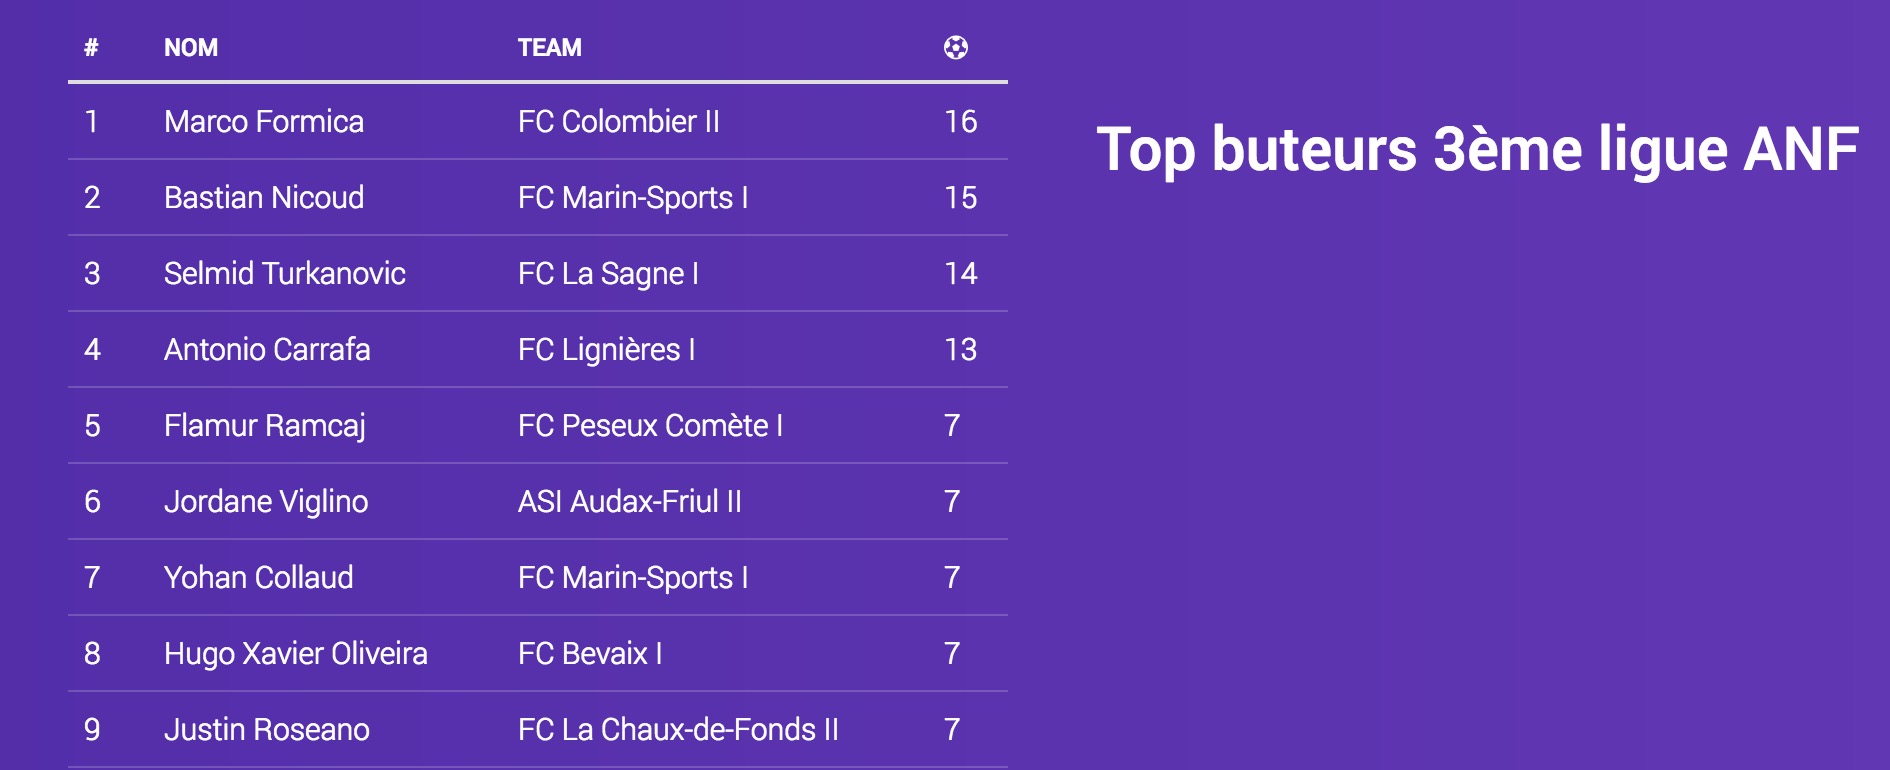 # NOM TEAM
1 Marco Formica FC Colombier II 16
2 Bastian Nicoud FC Marin-Sports I 15
3 Selmid Turkanovic FC La Sagne I 14
4 Antonio Carrafa FC Lignières I 13
5 Flamur Ramcaj FC Peseux Comète I 7
6 Jordane Viglino ASI Audax-Friul II 7
7 Yohan Collaud FC Marin-Sports I 7
8 Hugo Xavier Oliveira FC Bevaix I 7
9 Justin Roseano FC La Chaux-de-Fonds II 7
Top buteurs 3ème ligue ANF